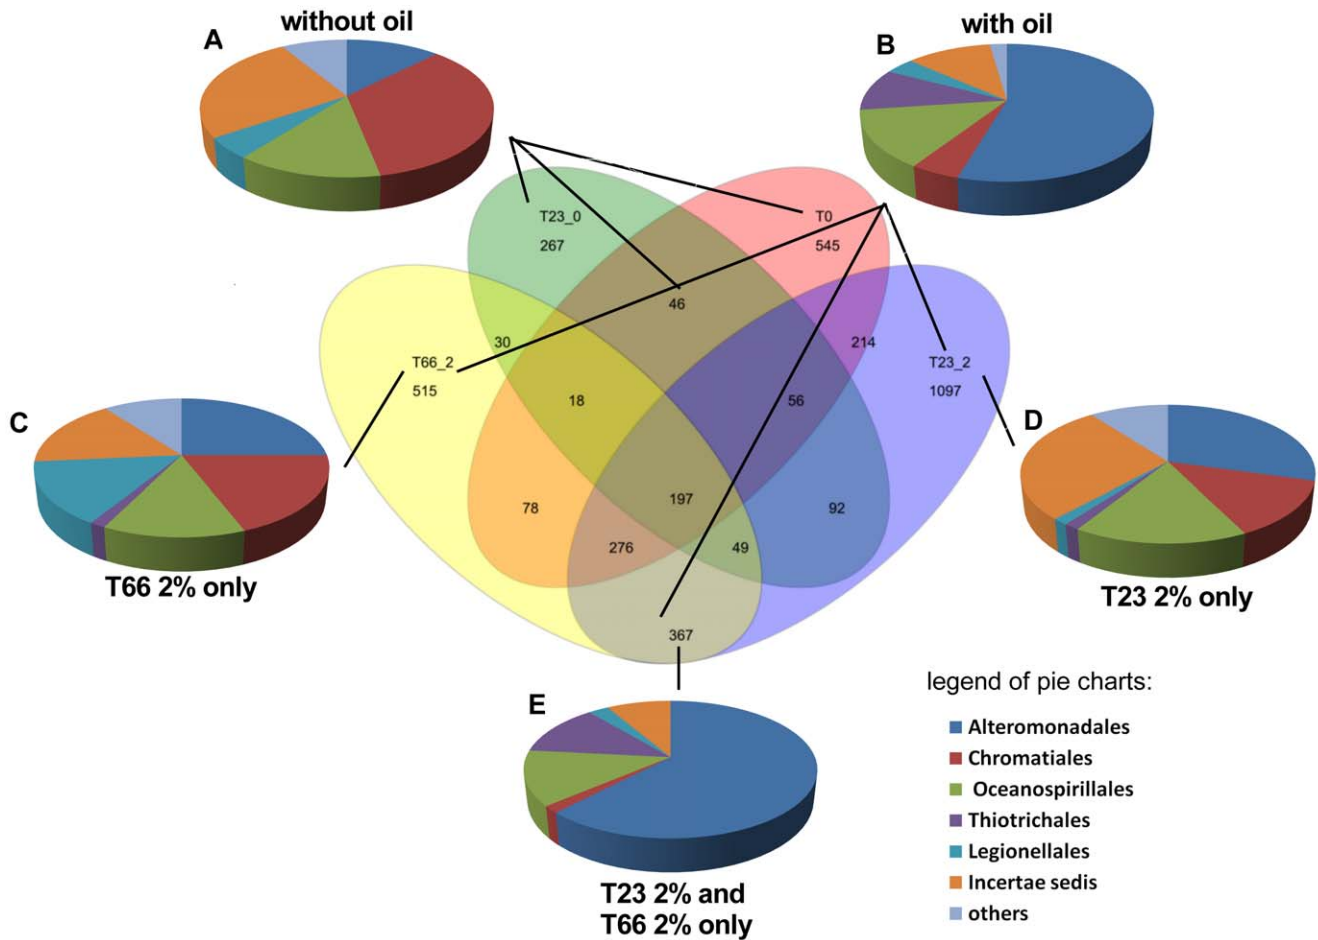 without oil
with oil
A
B
T23_0
267
T0
545
46
30
T66_2
515
214
T23_2
1097
18
56
C
D
78
197
92
276
49
T66 2% only
T23 2% only
367
E
T23 2% and
T66 2% only
legend of pie charts:
Alteromonadales
Chromatiales
Oceanospirillales
Thiotrichales
Legionellales
Incertae sedis
others